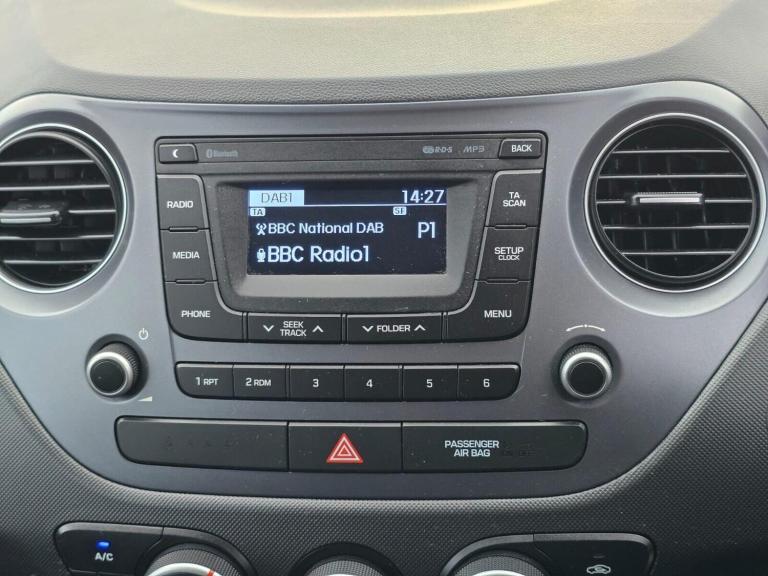 Bluetooth R·D·S MP3 BACK
RADIO
MEDIA
PHONE
DAB1 14:27
TA SF
BBC National DAB P1
BBC Radio1
TA
SCAN
SETUP
CLOCK
MENU
SEEK
TRACK
FOLDER
1 RPT 2 RDM 3 4 5 6
PASSENGER
AIR BAG
A/C